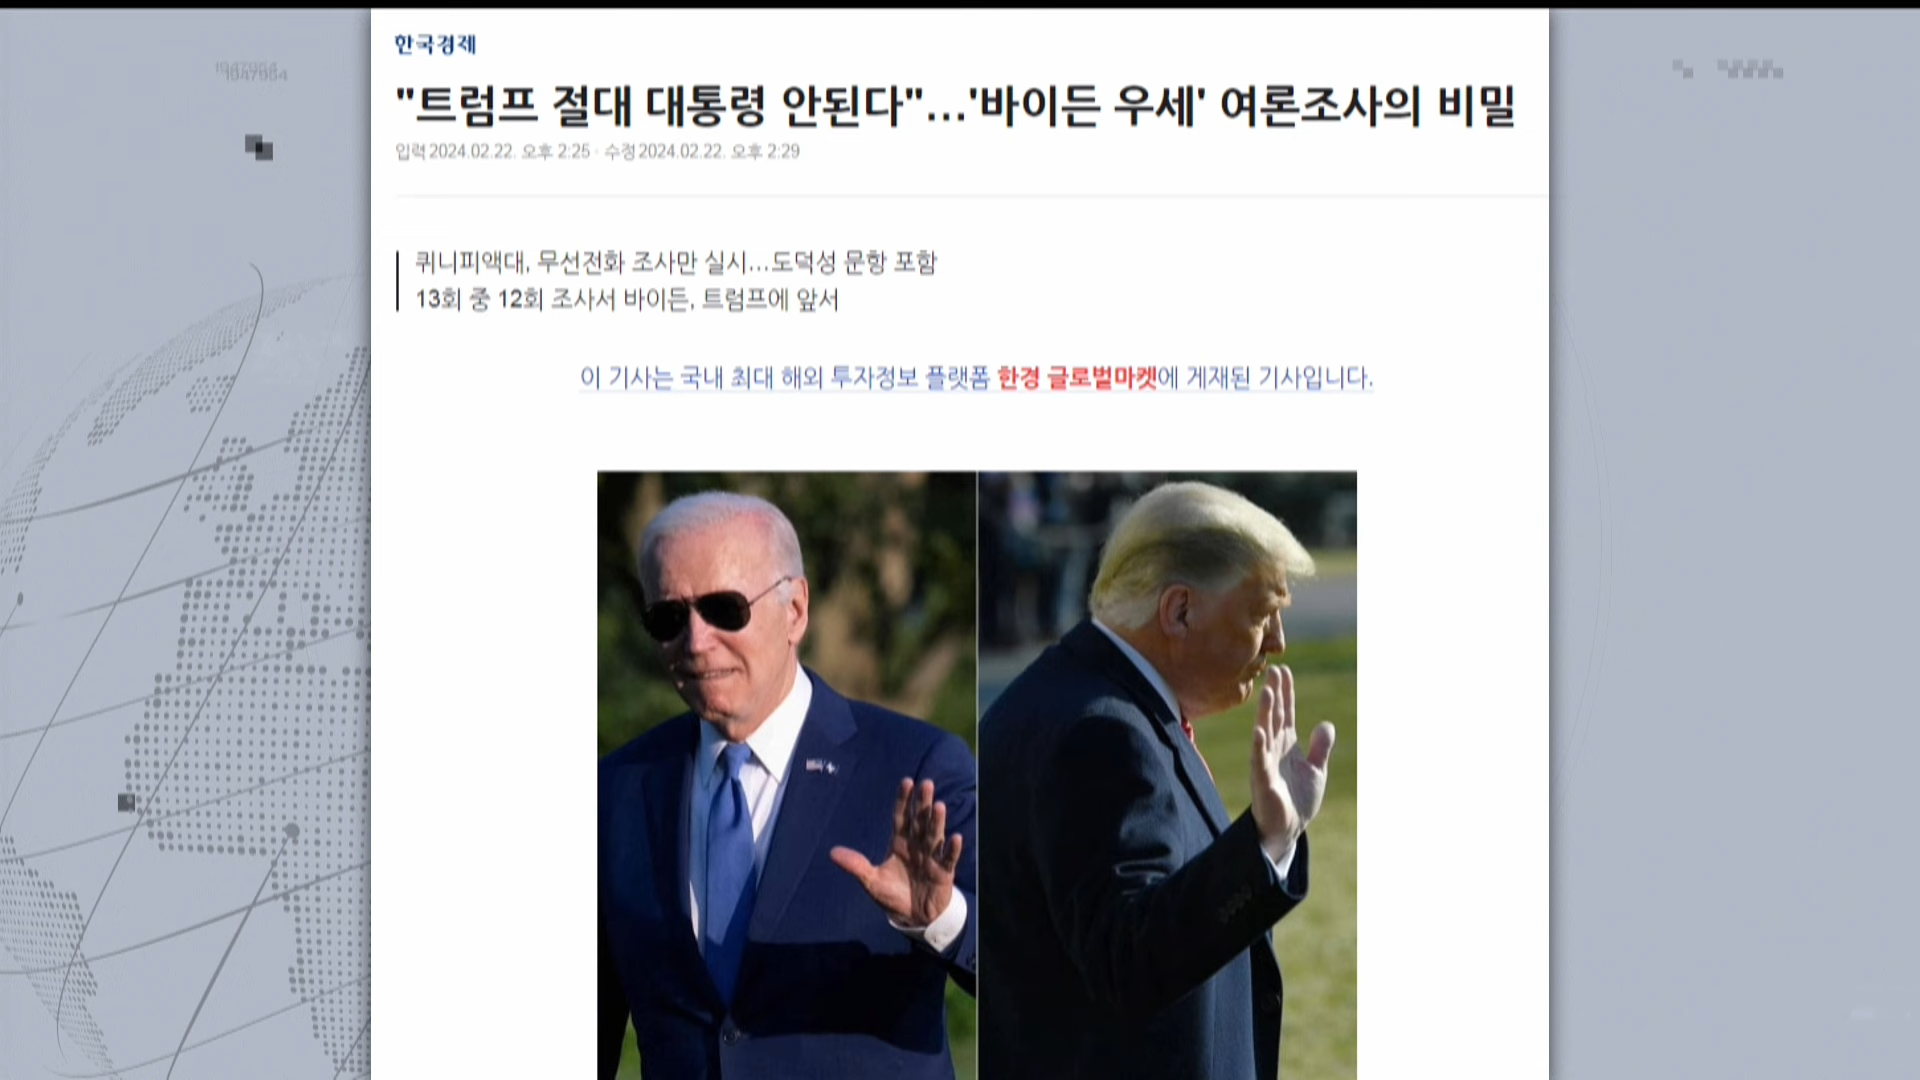 1947954
1947954
한국경제
"트럼프 절대 대통령 안된다"...'바이든 우세' 여론조사의 비밀
입력 2024.02.22. 오후 2:25 · 수정 2024.02.22. 오후 2:29
퀴니피액대, 무선전화 조사만 실시...도덕성 문항 포함
13회 중 12회 조사서 바이든, 트럼프에 앞서
이 기사는 국내 최대 해외 투자정보 플랫폼 한경 글로벌마켓에 게재된 기사입니다.